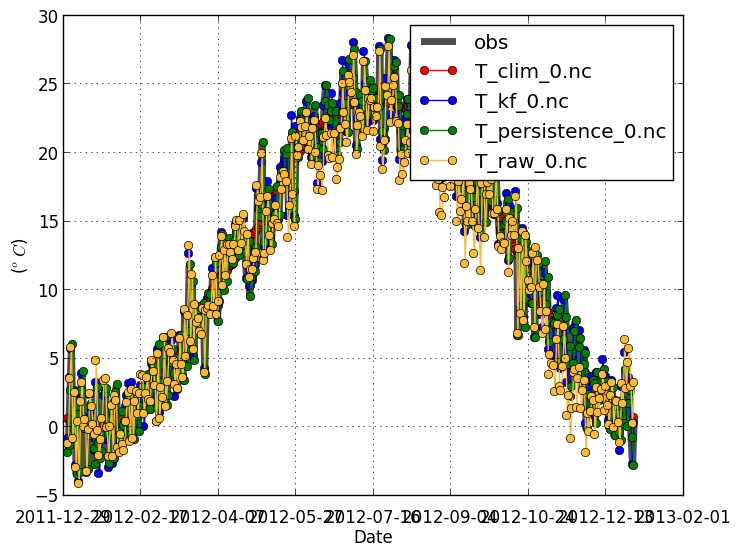 30
25
20
15
10
5
0
−5
(° C)
obs
T_clim_0.nc
T_kf_0.nc
T_persistence_0.nc
T_raw_0.nc
2011-12-29 2012-02-17 2012-04-07 2012-05-27 2012-07-16 2012-09-04 2012-10-24 2012-12-13 2013-02-01
Date